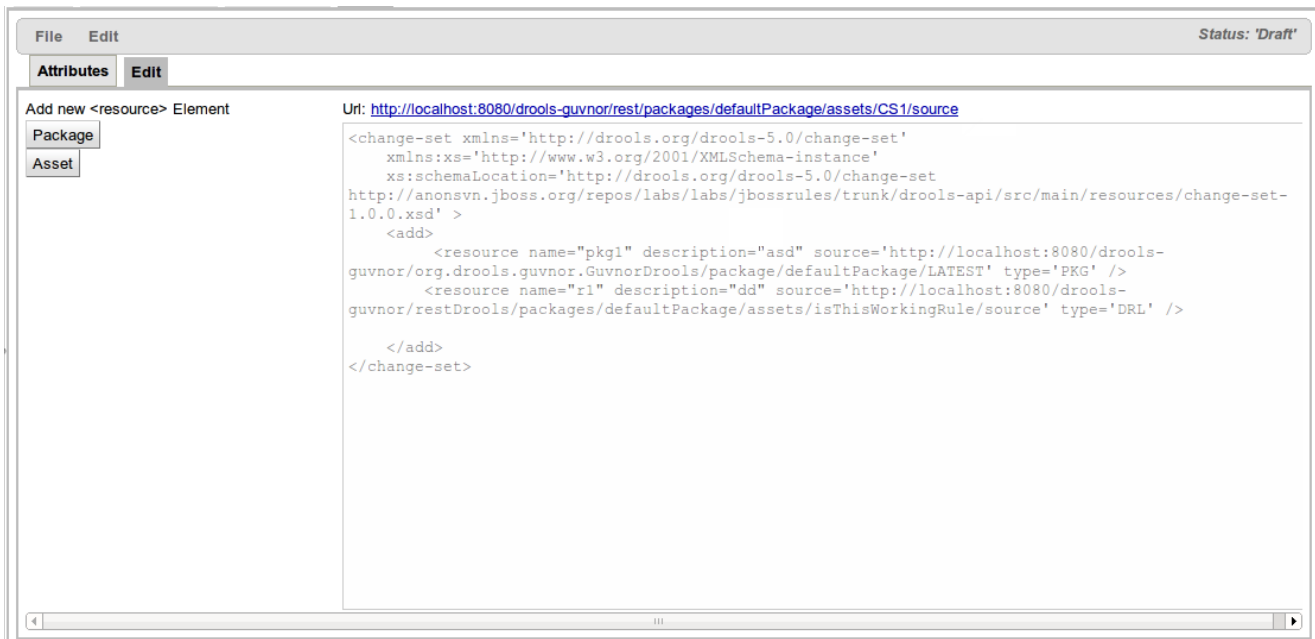 File Edit Status: 'Draft'
Attributes Edit
Add new <resource> Element
Package
Asset
Url: http://localhost:8080/drools-guvnor/rest/packages/defaultPackage/assets/CS1/source
<change-set xmlns='http://drools.org/drools-5.0/change-set'
xmlns:xs='http://www.w3.org/2001/XMLSchema-instance'
xs:schemaLocation='http://drools.org/drools-5.0/change-set
http://anonsvn.jboss.org/repos/labs/labs/jbossrules/trunk/drools-api/src/main/resources/change-set-
1.0.0.xsd' >
<add>
<resource name="pkg1" description="asd" source='http://localhost:8080/drools-
guvnor/org.drools.guvnor.GuvnorDrools/package/defaultPackage/LATEST' type='PKG' />
<resource name="r1" description="dd" source='http://localhost:8080/drools-
guvnor/restDrools/packages/defaultPackage/assets/isThisWorkingRule/source' type='DRL' />
</add>
</change-set>